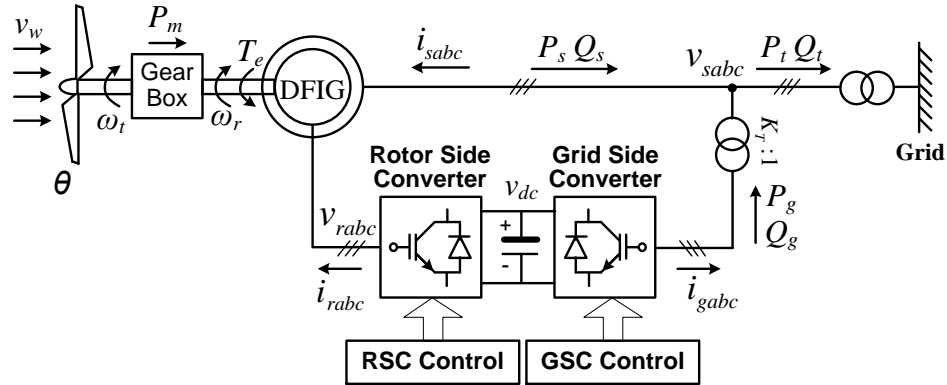 v_w
P_m
i_sabc
P_s Q_s
v_sabc
P_t Q_t
Gear
Box
T_e
DFIG
ω_t
ω_r
θ
K_T :1
Grid
Rotor Side
Converter
v_dc
Grid Side
Converter
P_g
Q_g
v_rabc
+
-
i_rabc
i_gabc
RSC Control
GSC Control